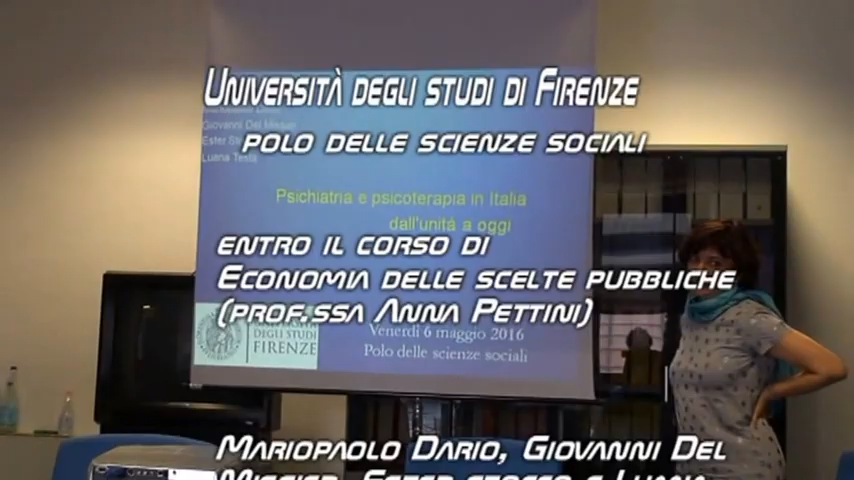 UNIVERSITÀ DEGLI STUDI DI FIRENZE
POLO DELLE SCIENZE SOCIALI
Giovanni Del
Ester
Luana Testa
Psichiatria e psicoterapia in Italia
dall'unitá a oggi
ENTRO IL CORSO DI
ECONOMIA DELLE SCELTE PUBBLICHE
(PROF.SSA ANNA PETTINI)
DEGLI STUDI
FIRENZE
Venerdì 6 maggio 2016
Polo delle scienze sociali
MARIOPAOLO DARIO, GIOVANNI DEL